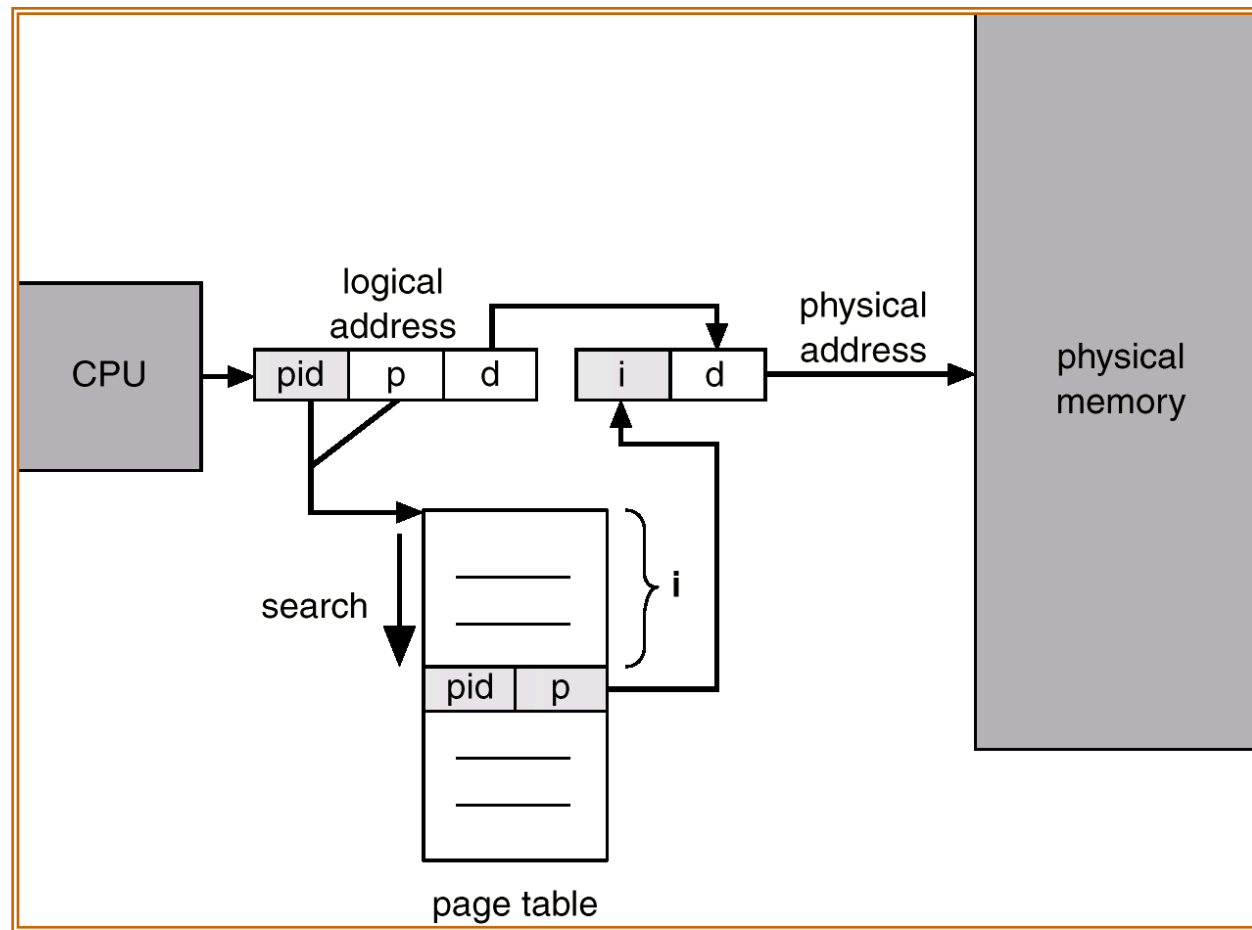 logical
address
physical
address
CPU
pid
p
d
i
d
physical
memory
search
i
pid
p
page table